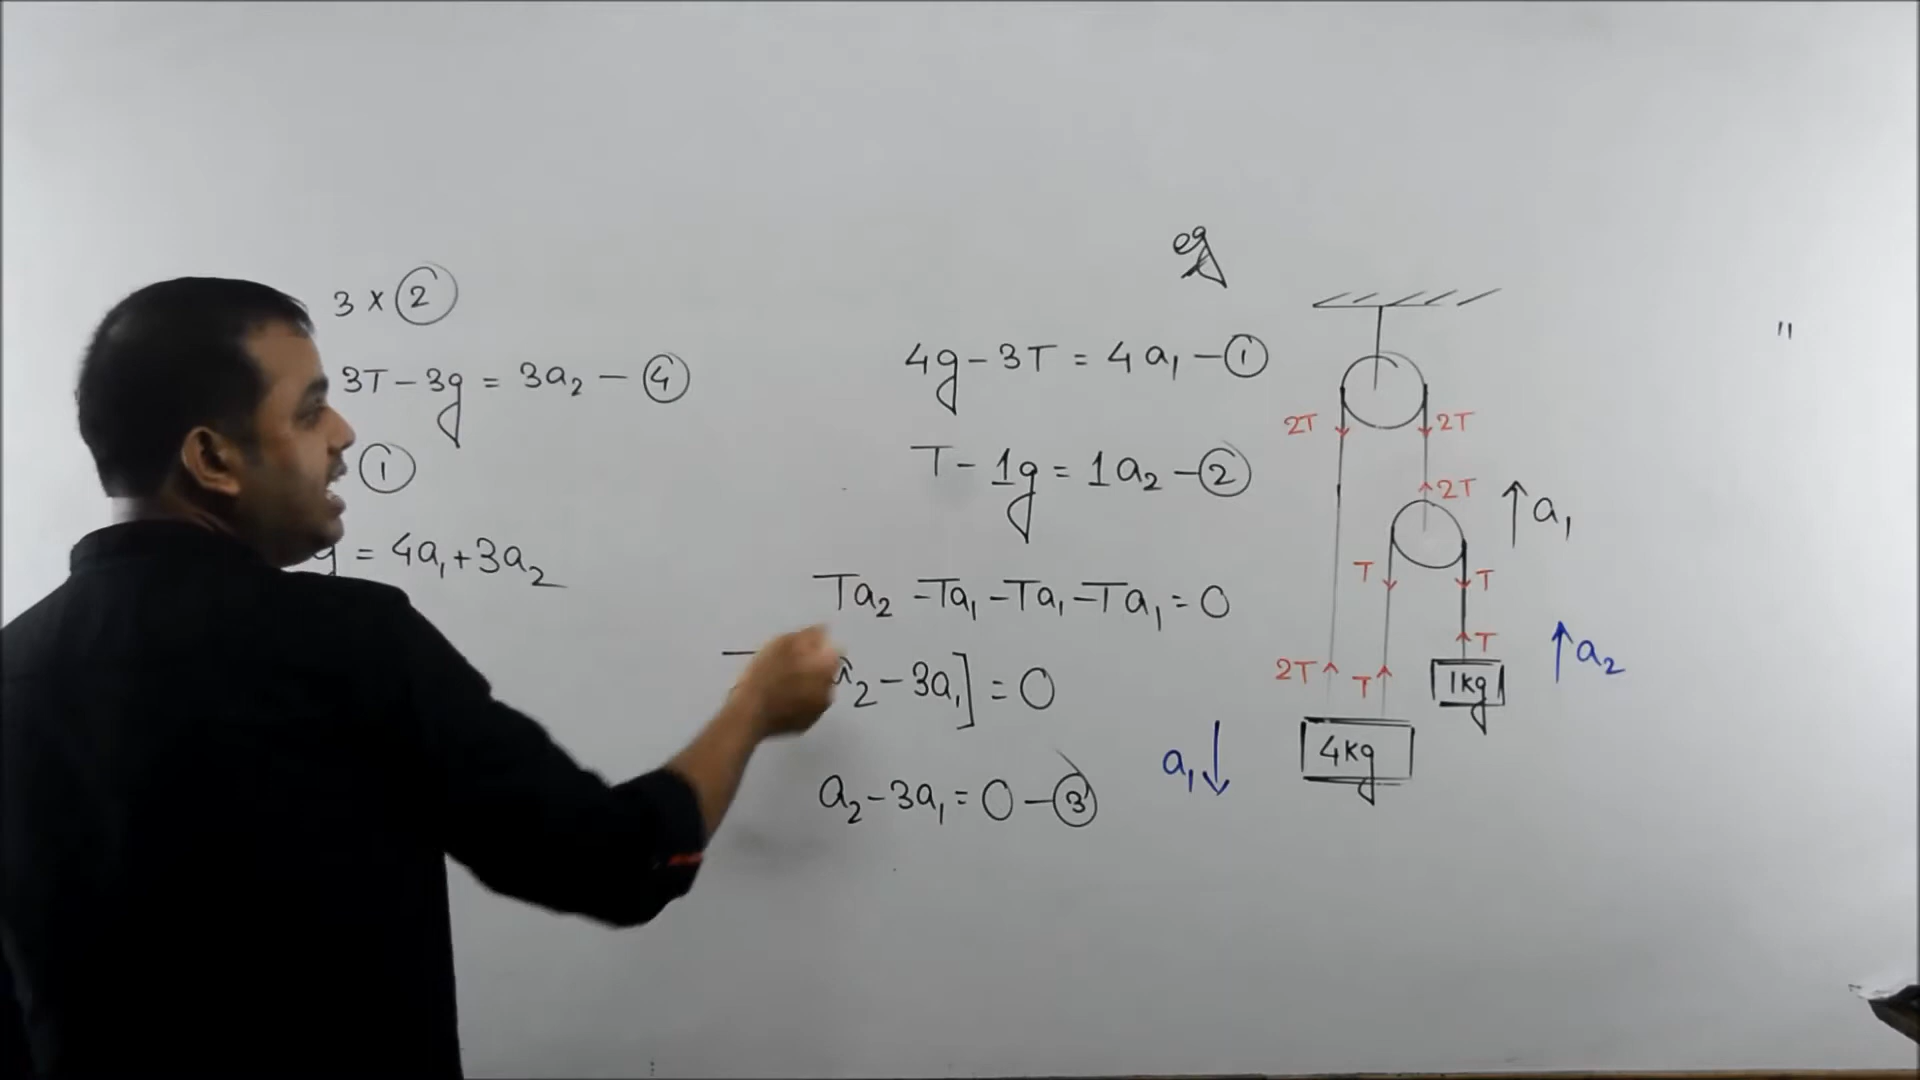 3 × ②
3T - 3g = 3a₂ - ④
①
g = 4a₁ + 3a₂
eg
4g - 3T = 4a₁ - ①
T - 1g = 1a₂ - ②
Ta₂ - Ta₁ - Ta₁ - Ta₁ = 0
a₂ - 3a₁] = 0
a₂ - 3a₁ = 0 - ③
2T 2T
2T ↑a₁
T T
T ↑a₂
2T T 1kg
a₁↓ 4kg
"